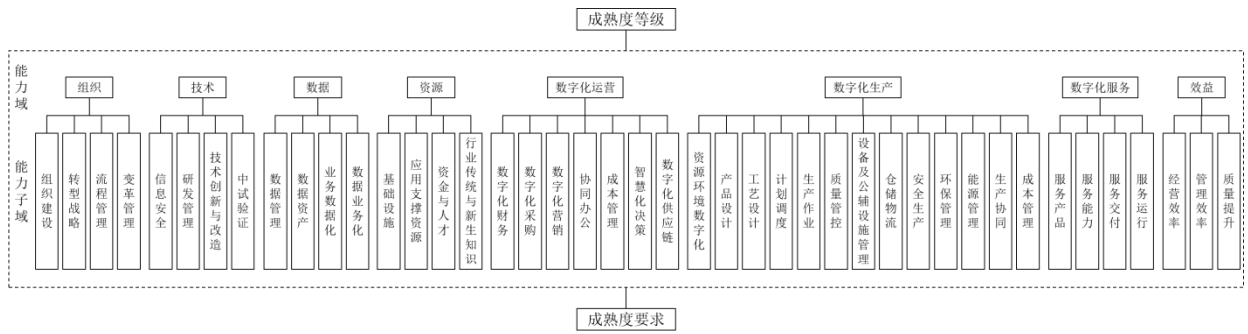 成熟度等级
能力域
组织
技术
数据
资源
数字化运营
数字化生产
数字化服务
效益
能力子域
组织建设
转型战略
流程管理
变革管理
信息安全
研发管理
技术创新与改造
中试验证
数据管理
数据资产
业务数据化
数据业务化
基础设施
应用支撑资源
资金与人才
行业传统与新生知识
数字化财务
数字化采购
数字化营销
协同办公
成本管理
智慧化决策
数字化供应链
资源环境数字化
产品设计
工艺设计
计划调度
生产作业
质量管控
设备及公辅设施管理
仓储物流
安全生产
环保管理
能源管理
生产协同
成本管理
服务产品
服务能力
服务交付
服务运行
经营效率
管理效率
质量提升
成熟度要求